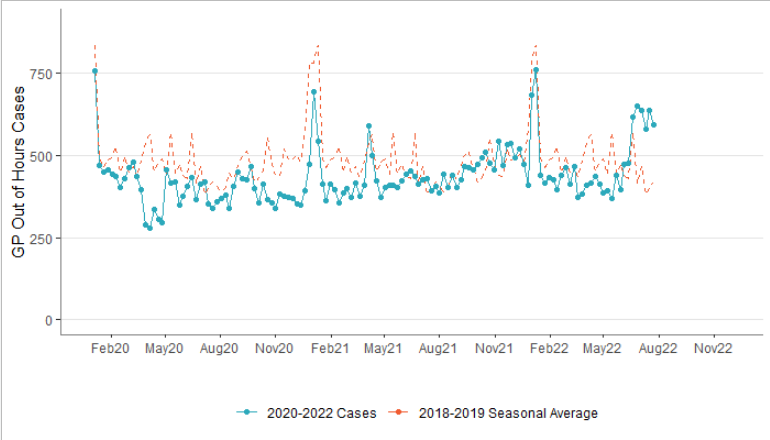 GP Out of Hours Cases
750
500
250
0
Feb20 May20 Aug20 Nov20 Feb21 May21 Aug21 Nov21 Feb22 May22 Aug22 Nov22
2020-2022 Cases 2018-2019 Seasonal Average